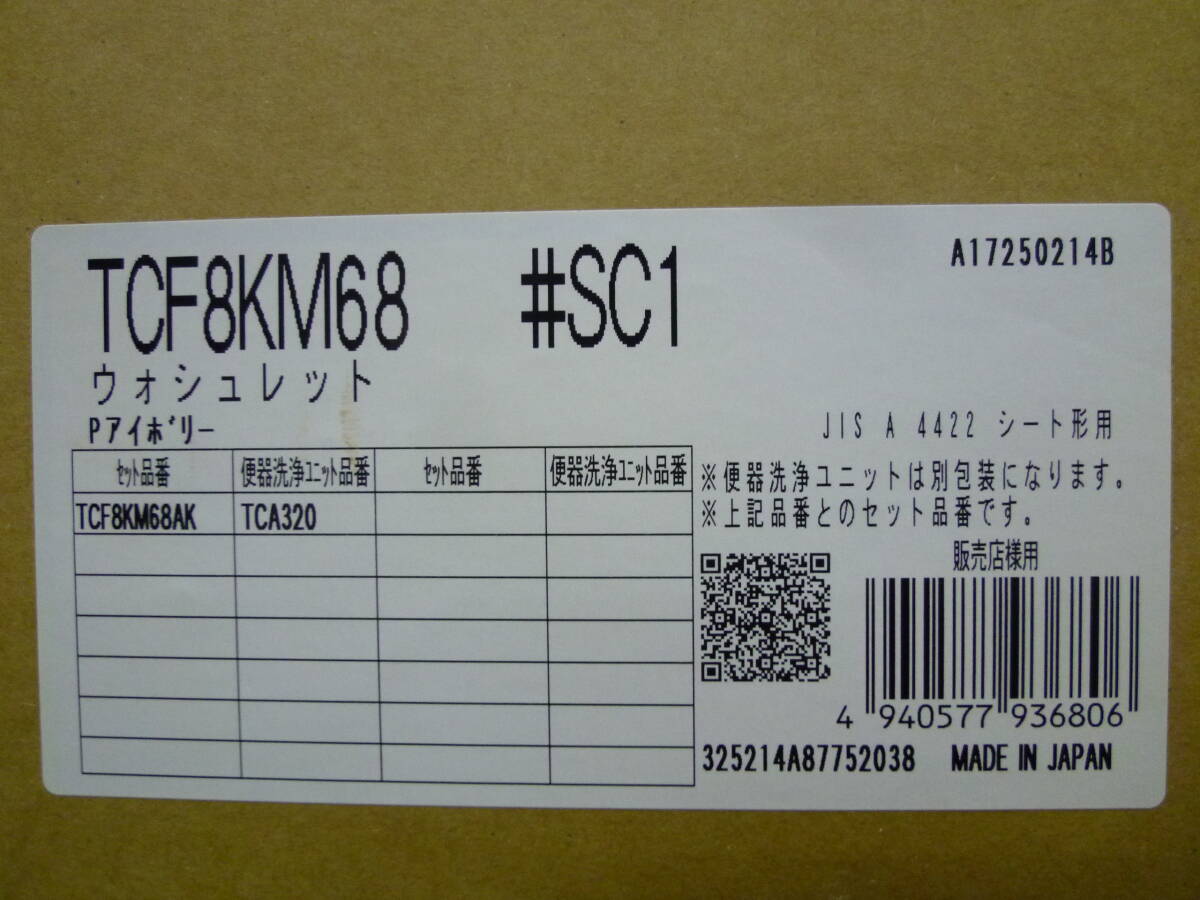 TCF8KM68 #SC1
A17250214B
ウォシュレット
Pアイボリー
JIS A 4422 シート形用
セット品番 便器洗浄ユニット品番 セット品番 便器洗浄ユニット品番
TCF8KM68AK TCA320
※便器洗浄ユニットは別包装になります。
※上記品番とのセット品番です。
販売店様用
4 940577 936806
325214A87752038 MADE IN JAPAN